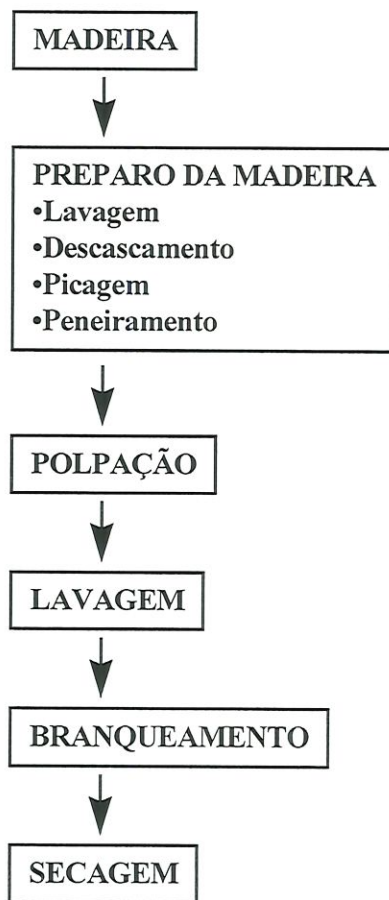 MADEIRA
PREPARO DA MADEIRA
•Lavagem
•Descascamento
•Picagem
•Peneiramento
POLPAÇÃO
LAVAGEM
BRANQUEAMENTO
SECAGEM